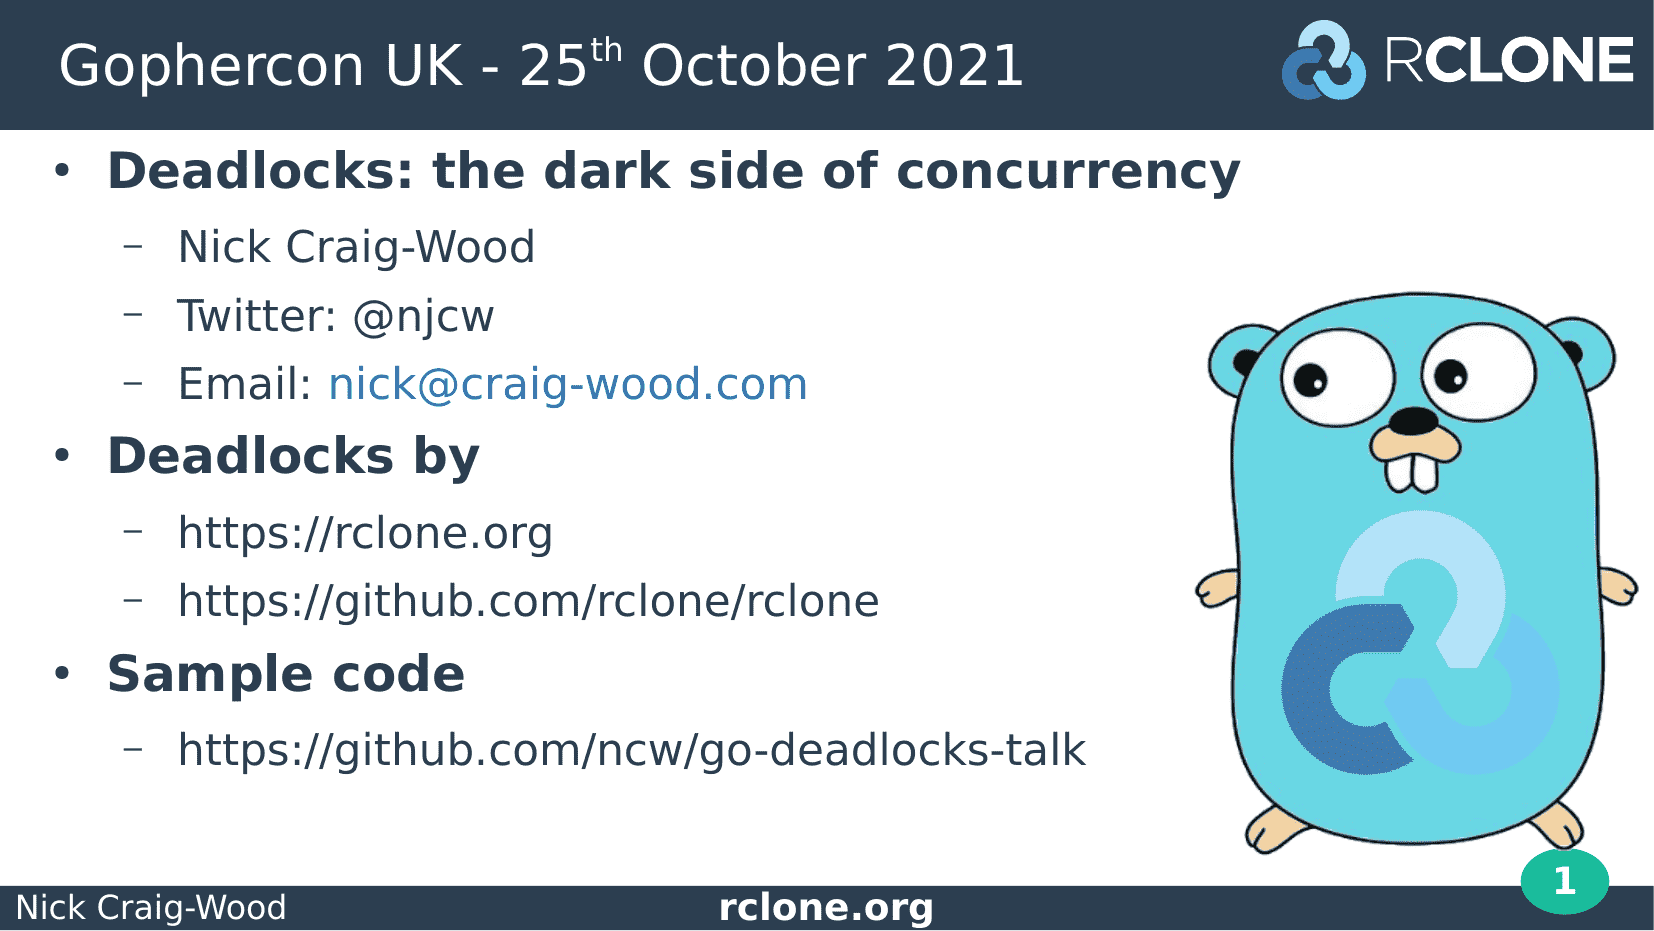 Gophercon UK - 25th October 2021
RCLONE
• Deadlocks: the dark side of concurrency
– Nick Craig-Wood
– Twitter: @njcw
– Email: nick@craig-wood.com
• Deadlocks by
– https://rclone.org
– https://github.com/rclone/rclone
• Sample code
– https://github.com/ncw/go-deadlocks-talk
Nick Craig-Wood
rclone.org
1